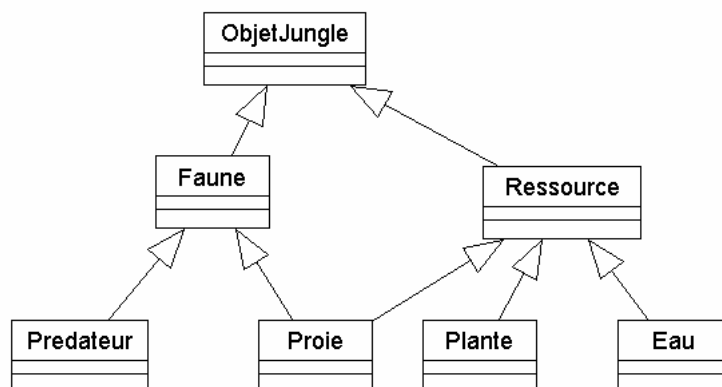 ObjetJungle
Faune
Ressource
Predateur
Proie
Plante
Eau